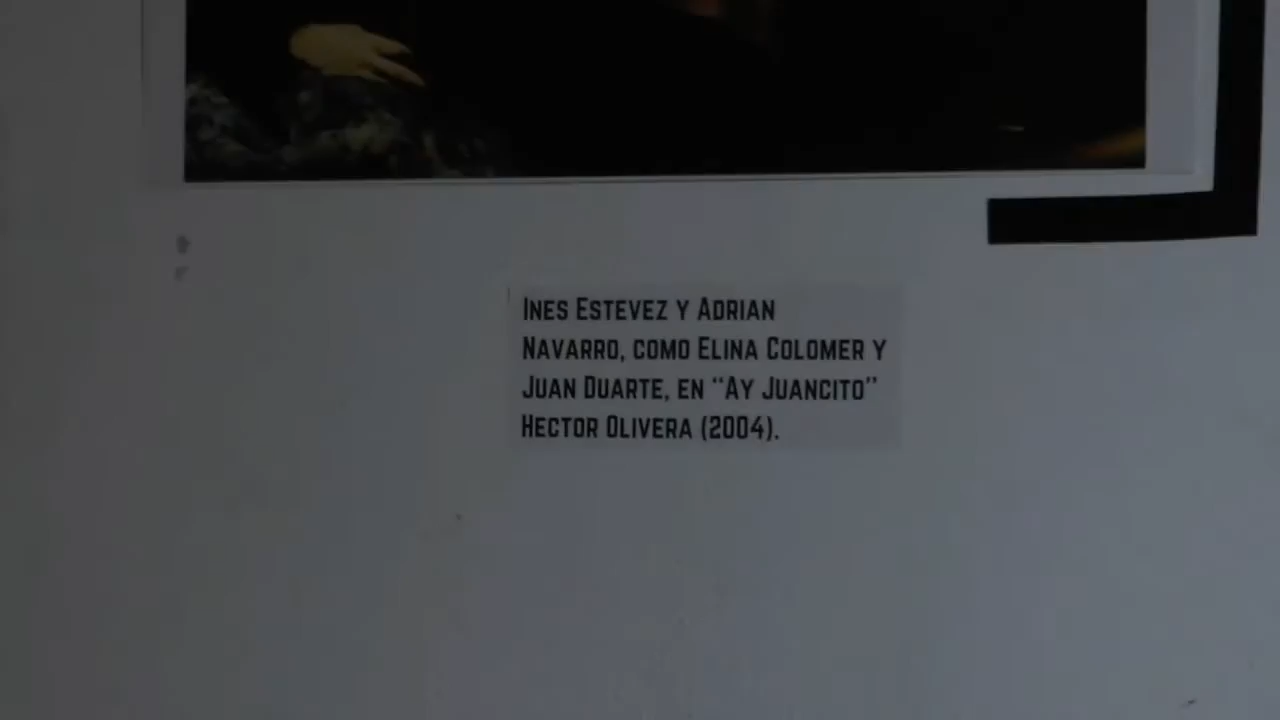 INES ESTEVEZ Y ADRIAN
NAVARRO, COMO ELINA COLOMER Y
JUAN DUARTE, EN “AY JUANCITO”
HECTOR OLIVERA (2004).